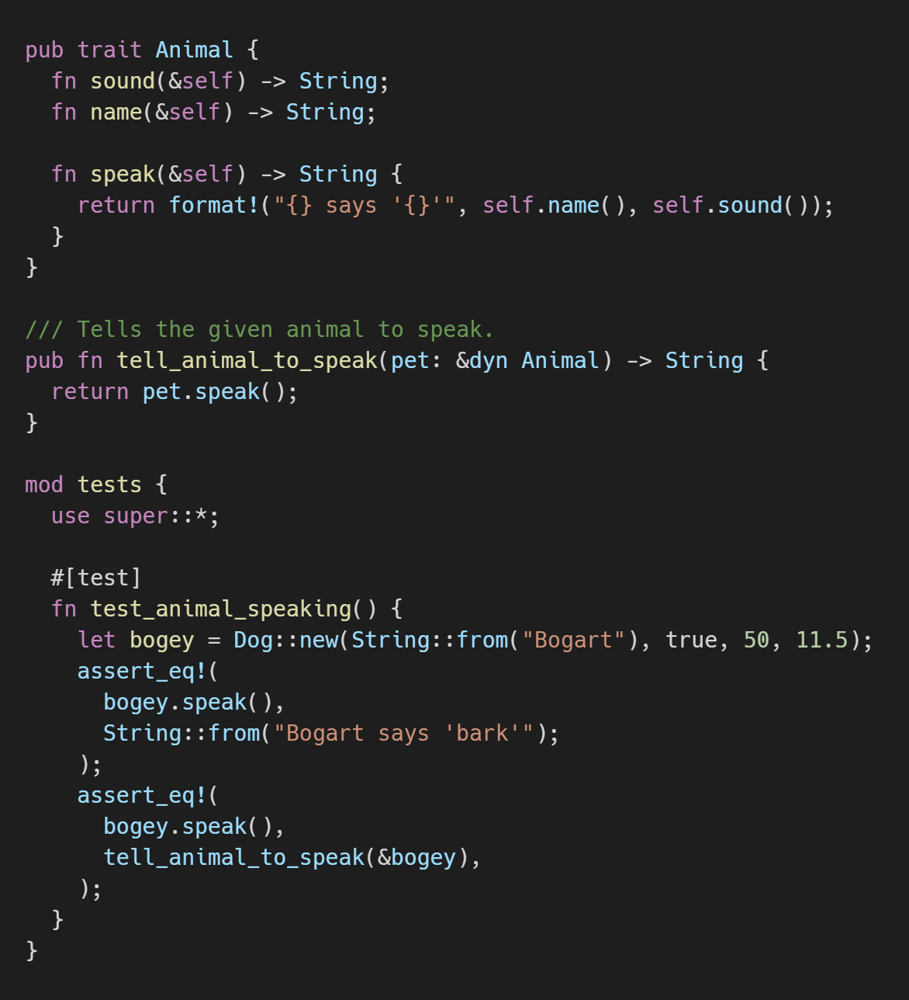 pub trait Animal {
  fn sound(&self) -> String;
  fn name(&self) -> String;

  fn speak(&self) -> String {
    return format!("{} says '{}'", self.name(), self.sound());
  }
}

/// Tells the given animal to speak.
pub fn tell_animal_to_speak(pet: &dyn Animal) -> String {
  return pet.speak();
}

mod tests {
  use super::*;

  #[test]
  fn test_animal_speaking() {
    let bogey = Dog::new(String::from("Bogart"), true, 50, 11.5);
    assert_eq!(
      bogey.speak(),
      String::from("Bogart says 'bark'");
    );
    assert_eq!(
      bogey.speak(),
      tell_animal_to_speak(&bogey),
    );
  }
}